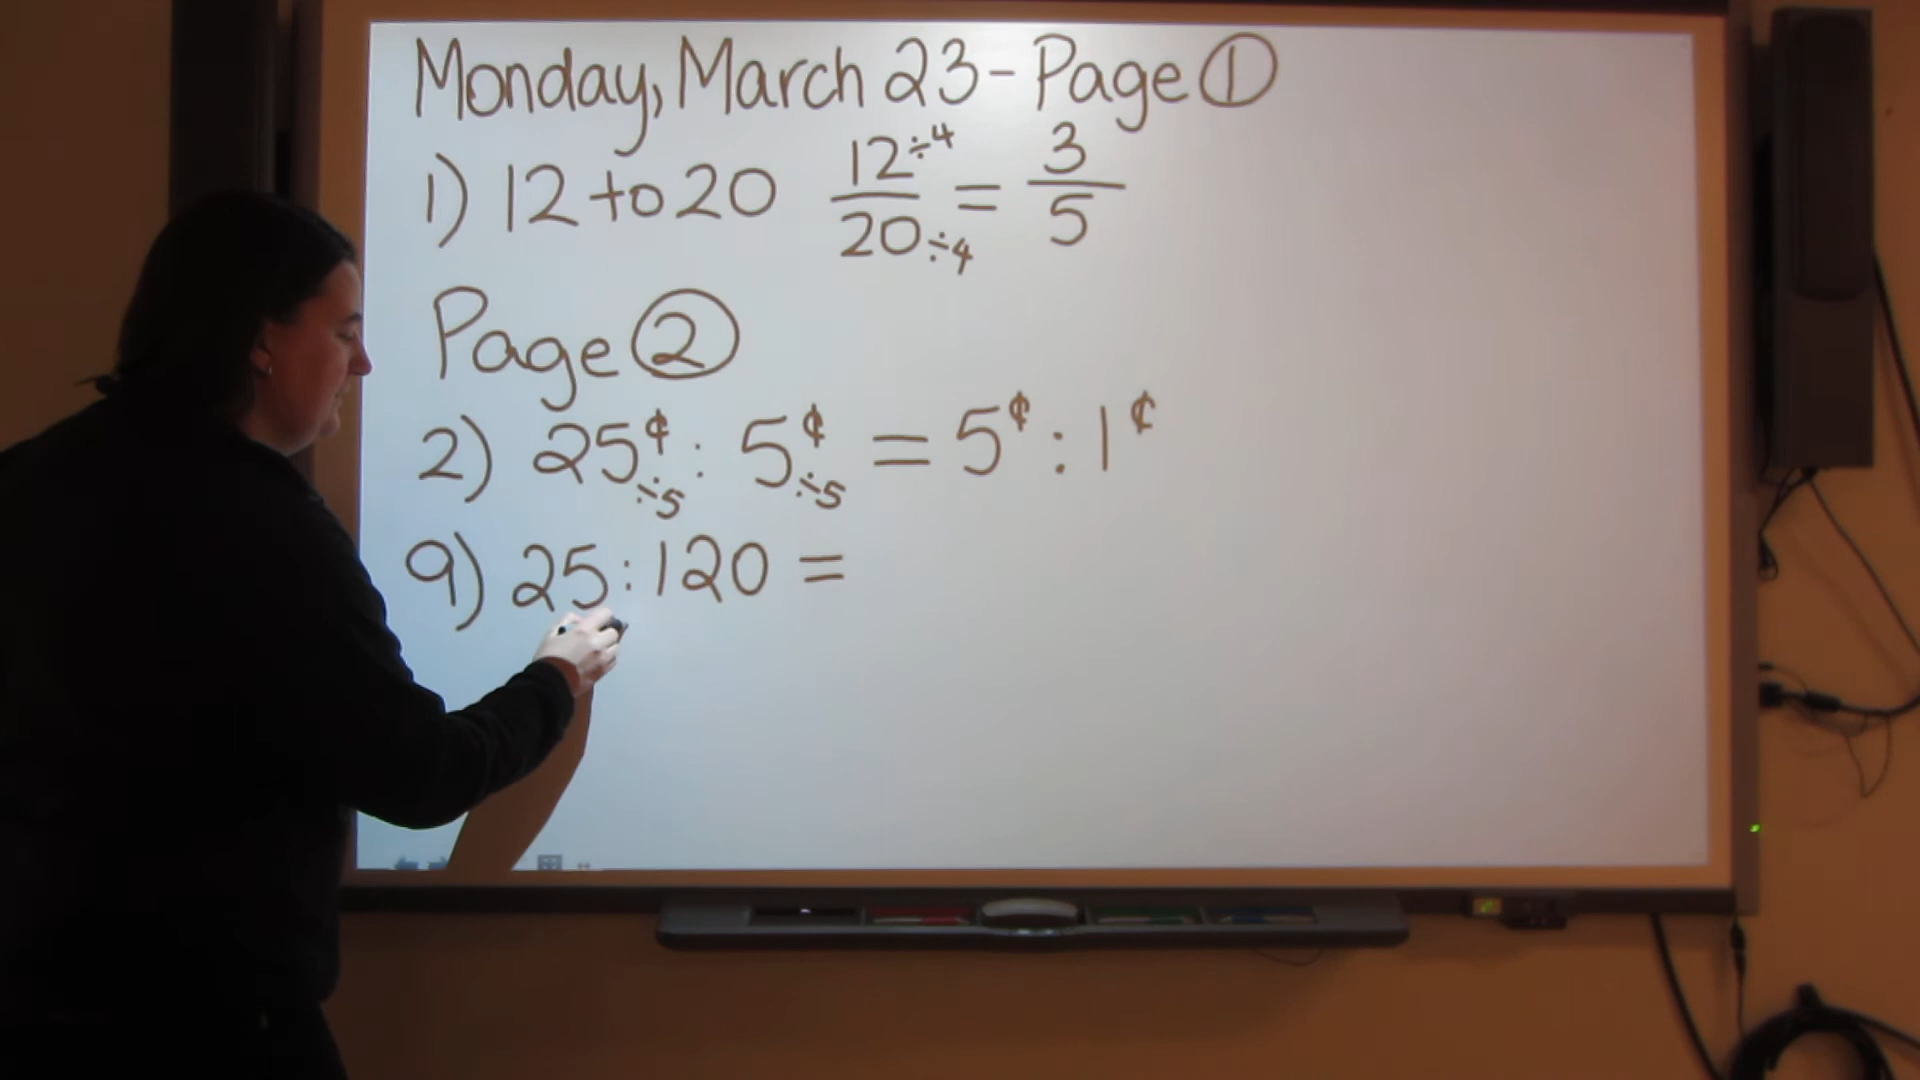 Monday, March 23 - Page ①
1) 12 to 20 12÷4/20÷4 = 3/5
Page ②
2) 25¢÷5 : 5¢÷5 = 5¢ : 1¢
9) 25 : 120 =